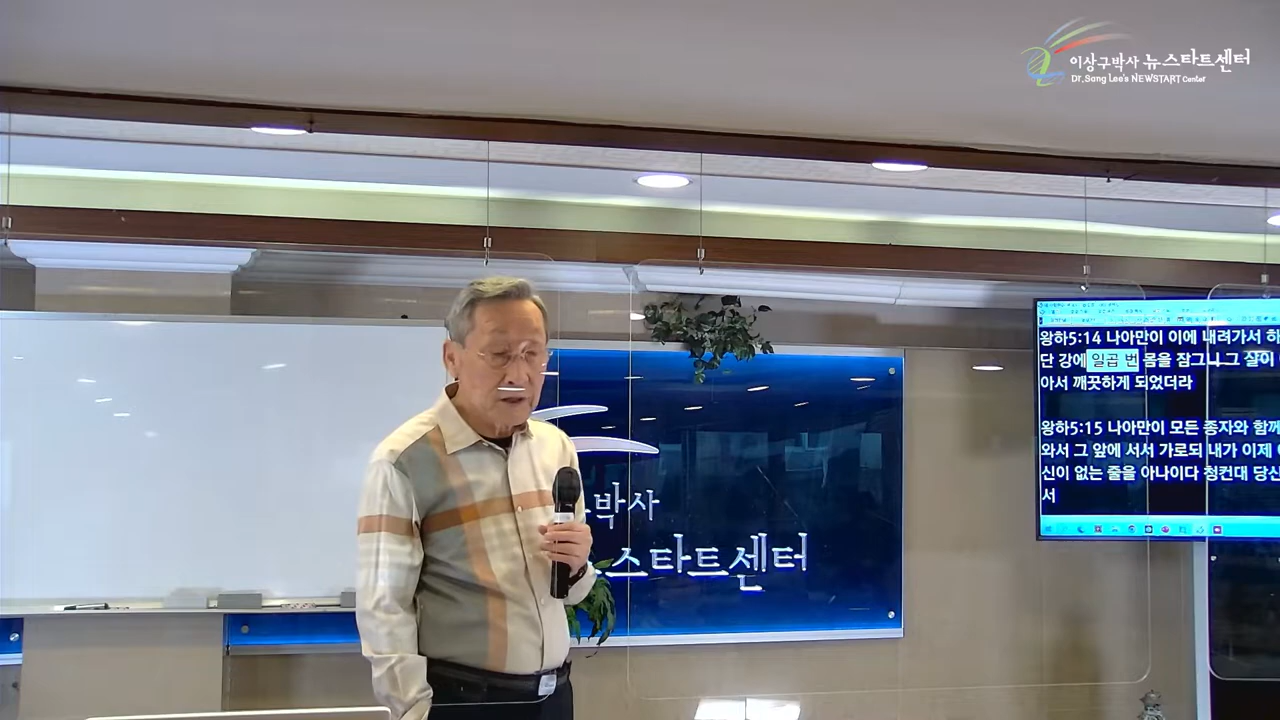 이상구박사 뉴스타트센터
Dr. Sang Lee's NEWSTART Center
박사
뉴스타트센터
왕하5:14 나아만이 이에 내려가서 하
단 강에 일곱 번 몸을 잠그니 그 살이
아서 깨끗하게 되었더라
왕하5:15 나아만이 모든 종자와 함께
와서 그 앞에 서서 가로되 내가 이제
신이 없는 줄을 아나이다 청컨대 당신
서